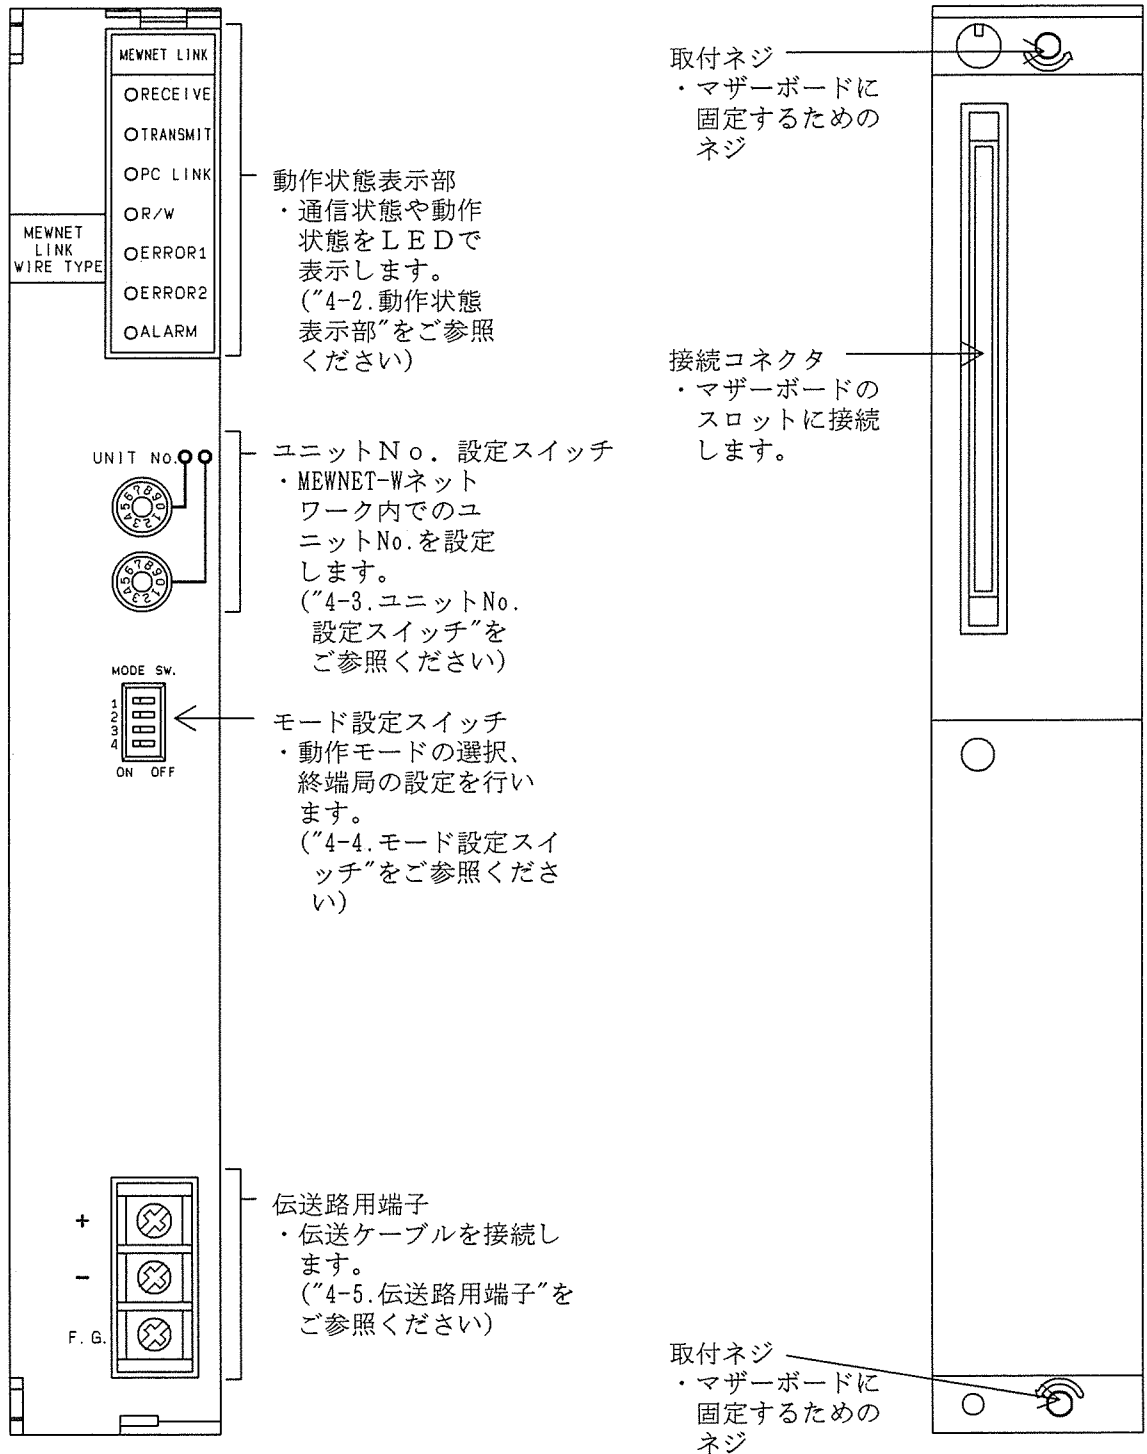 MEWNET LINK
RECEIVE
TRANSMIT
PC LINK
R/W
ERROR1
ERROR2
ALARM
MEWNET
LINK
WIRE TYPE
動作状態表示部
・通信状態や動作
状態をＬＥＤで
表示します。
("4-2.動作状態
表示部"をご参照
ください)
UNIT No.
4567890123
4567890123
ユニットＮｏ．設定スイッチ
・MEWNET-Wネット
ワーク内でのユ
ニットNo.を設定
します。
("4-3.ユニットNo.
設定スイッチ"を
ご参照ください)
MODE SW.
1
2
3
4
ON OFF
モード設定スイッチ
・動作モードの選択、
終端局の設定を行い
ます。
("4-4.モード設定スイ
ッチ"をご参照くださ
い)
+
-
F.G.
伝送路用端子
・伝送ケーブルを接続し
ます。
("4-5.伝送路用端子"を
ご参照ください)
取付ネジ
・マザーボードに
固定するための
ネジ
接続コネクタ
・マザーボードの
スロットに接続
します。
取付ネジ
・マザーボードに
固定するための
ネジ